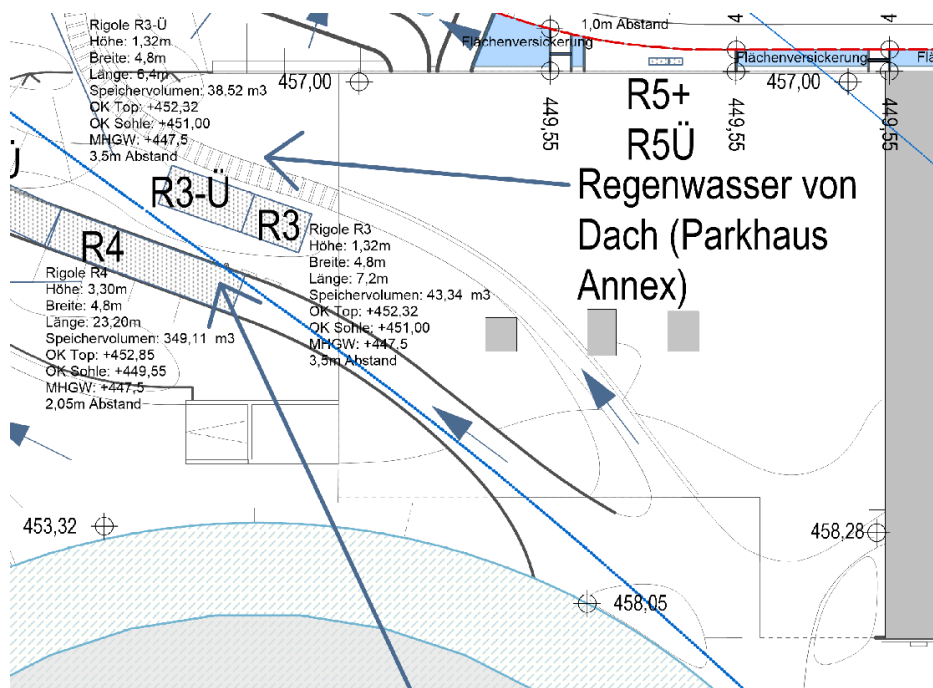 Rigole R3-Ü
Höhe: 1,32m
Breite: 4,8m
Länge: 6,4m
Speichervolumen: 38,52 m3
OK Top: +452,32
OK Sohle: +451,00
MHGW: +447,5
3,5m Abstand
1,0m Abstand
4
4
Flächenversickerung
Flächenversickerung
Flä
457,00
457,00
449,55
449,55
449,55
R5+
R5Ü
Regenwasser von
Dach (Parkhaus
Annex)
Ü
R3-Ü
R3
R4
Rigole R3
Höhe: 1,32m
Breite: 4,8m
Länge: 7,2m
Speichervolumen: 43,34 m3
OK Top: +452,32
OK Sohle: +451,00
MHGW: +447,5
3,5m Abstand
Rigole R4
Höhe: 3,30m
Breite: 4,8m
Länge: 23,20m
Speichervolumen: 349,11 m3
OK Top: +452,85
OK Sohle: +449,55
MHGW: +447,5
2,05m Abstand
453,32
458,28
458,05